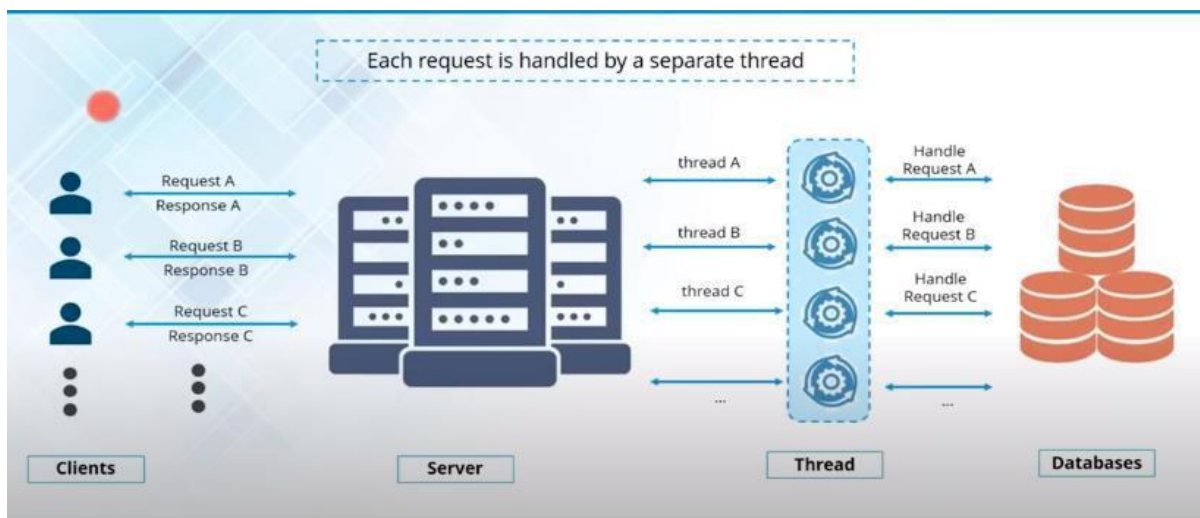 Each request is handled by a separate thread
Request A
Response A
Request B
Response B
Request C
Response C
thread A
thread B
thread C
...
Handle
Request A
Handle
Request B
Handle
Request C
...
Clients
Server
Thread
Databases